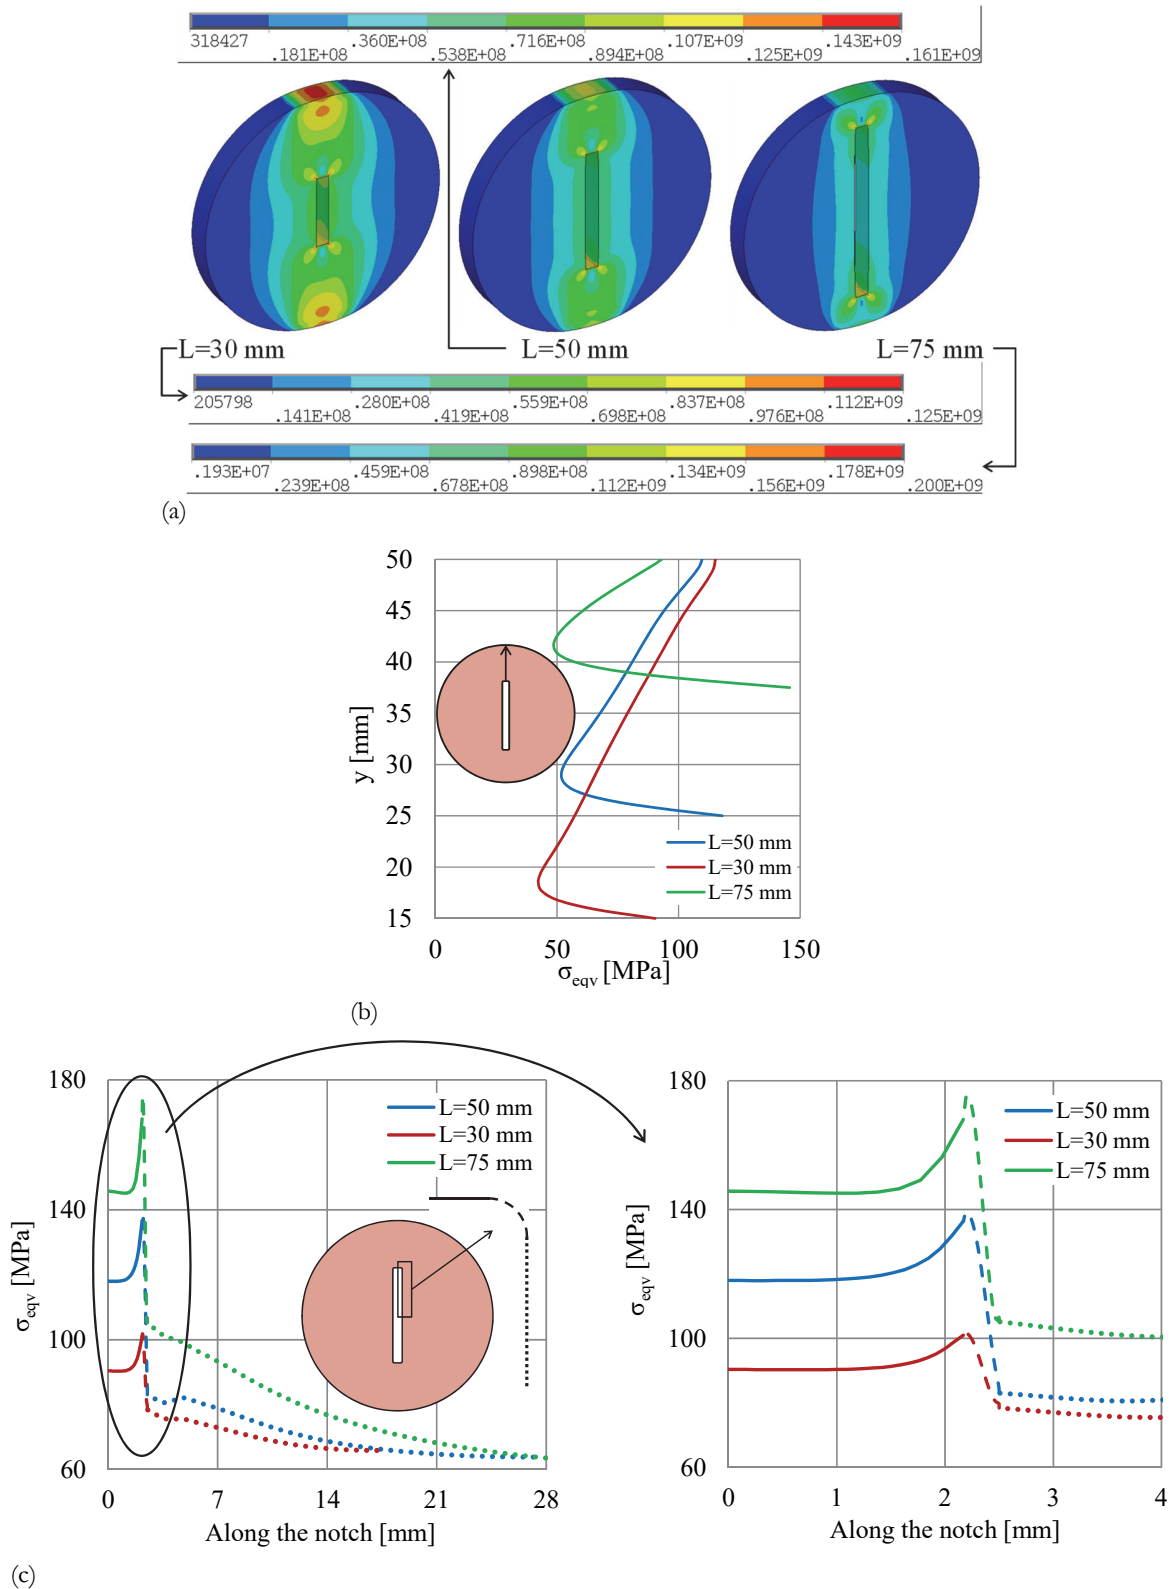 318427 .360E+08 .716E+08 .107E+09 .143E+09
.181E+08 .538E+08 .894E+08 .125E+09 .161E+09
L=30 mm L=50 mm L=75 mm
205798 .280E+08 .559E+08 .837E+08 .112E+09
.141E+08 .419E+08 .698E+08 .976E+08 .125E+09
.193E+07 .459E+08 .898E+08 .134E+09 .178E+09
.239E+08 .678E+08 .112E+09 .156E+09 .200E+09
(a)
50
45
40
35
30
25
20
15
y [mm]
L=50 mm
L=30 mm
L=75 mm
0 50 100 150
σeqv [MPa]
(b)
180
140
100
60
σeqv [MPa]
L=50 mm
L=30 mm
L=75 mm
0 7 14 21 28
Along the notch [mm]
180
140
100
60
σeqv [MPa]
L=50 mm
L=30 mm
L=75 mm
0 1 2 3 4
Along the notch [mm]
(c)